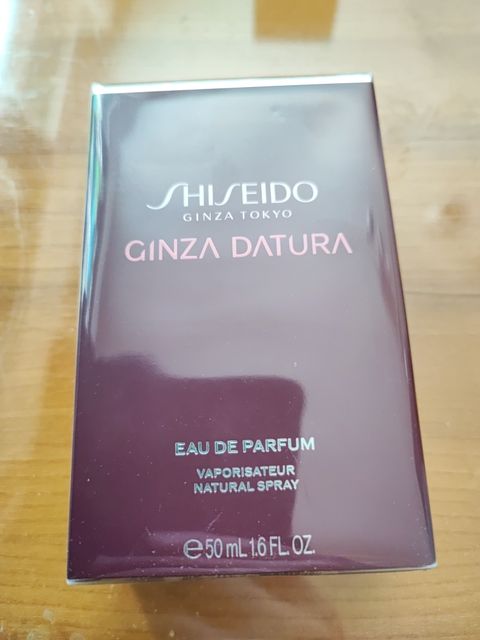 SHISEIDO
GINZA TOKYO
GINZA DATURA
EAU DE PARFUM
VAPORISATEUR
NATURAL SPRAY
℮50 mL 1.6 FL. OZ.